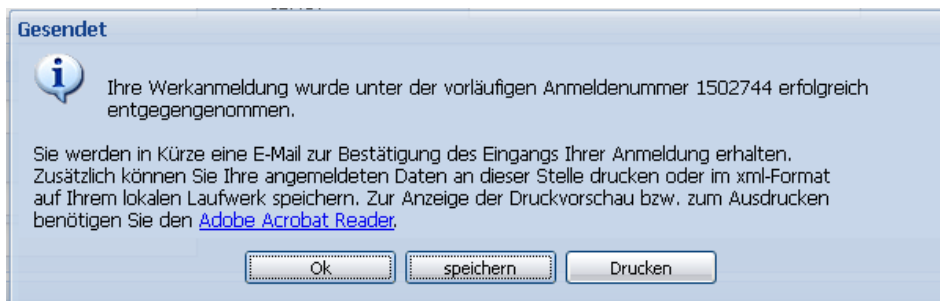 Gesendet
Ihre Werkanmeldung wurde unter der vorläufigen Anmeldenummer 1502744 erfolgreich
entgegengenommen.
Sie werden in Kürze eine E-Mail zur Bestätigung des Eingangs Ihrer Anmeldung erhalten.
Zusätzlich können Sie Ihre angemeldeten Daten an dieser Stelle drucken oder im xml-Format
auf Ihrem lokalen Laufwerk speichern. Zur Anzeige der Druckvorschau bzw. zum Ausdrucken
benötigen Sie den Adobe Acrobat Reader.
Ok speichern Drucken